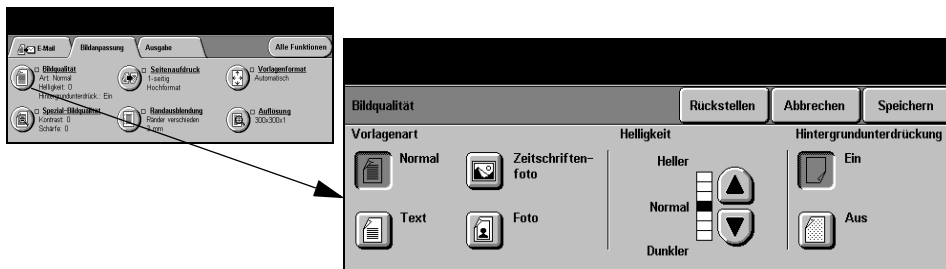 E-Mail
Bildanpassung
Ausgabe
Alle Funktionen
Bildqualität
Art: Normal
Helligkeit: 0
Hintergrundunterdrück.: Ein
Seitenaufdruck
1-seitig
Hochformat
Vorlagenformat
Automatisch
Spezial-Bildqualität
Kontrast: 0
Schärfe: 0
Randausblendung
Ränder verschieden
3 mm
Auflösung
300x300x1
Bildqualität
Rückstellen
Abbrechen
Speichern
Vorlagenart
Helligkeit
Hintergrundunterdrückung
Normal
Zeitschriften-
foto
Text
Foto
Heller
Normal
Dunkler
Ein
Aus